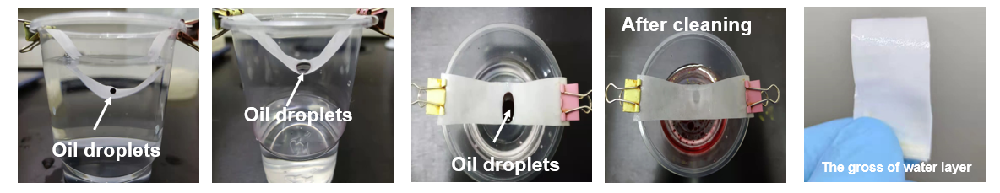 Oil droplets
Oil droplets
Oil droplets
After cleaning
The gross of water layer